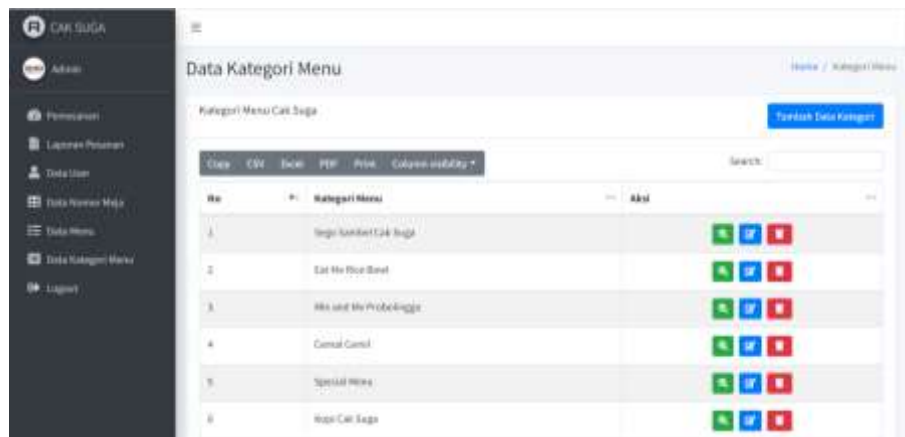 CAK SUGA
Admin
Pemesanan
Laporan Pesanan
Data User
Data Nomor Meja
Data Menu
Data Kategori Menu
Logout
Data Kategori Menu
Home / Kategori Menu
Kategori Menu Cak Suga
Tambah Data Kategori
Copy CSV Excel PDF Print Column visibility
Search:
No Kategori Menu Aksi
1 Sego Sambel Cak Suga
2 Eat Me Rice Bowl
3 Mie and Me Probolinggo
4 Cemal Cemil
5 Spesial Menu
6 Kopi Cak Suga